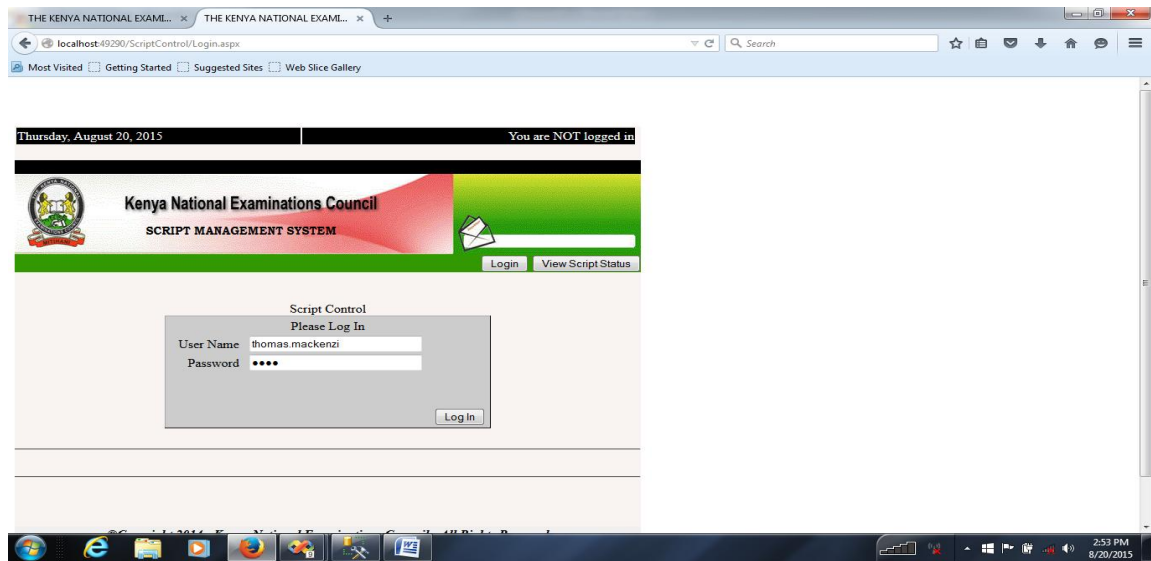 THE KENYA NATIONAL EXAMI... × THE KENYA NATIONAL EXAMI... × +
localhost:49290/ScriptControl/Login.aspx Search
Most Visited Getting Started Suggested Sites Web Slice Gallery
Thursday, August 20, 2015 You are NOT logged in
Kenya National Examinations Council
SCRIPT MANAGEMENT SYSTEM
Login View Script Status
Script Control
Please Log In
User Name thomas.mackenzi
Password ••••
Log In
2:53 PM
8/20/2015